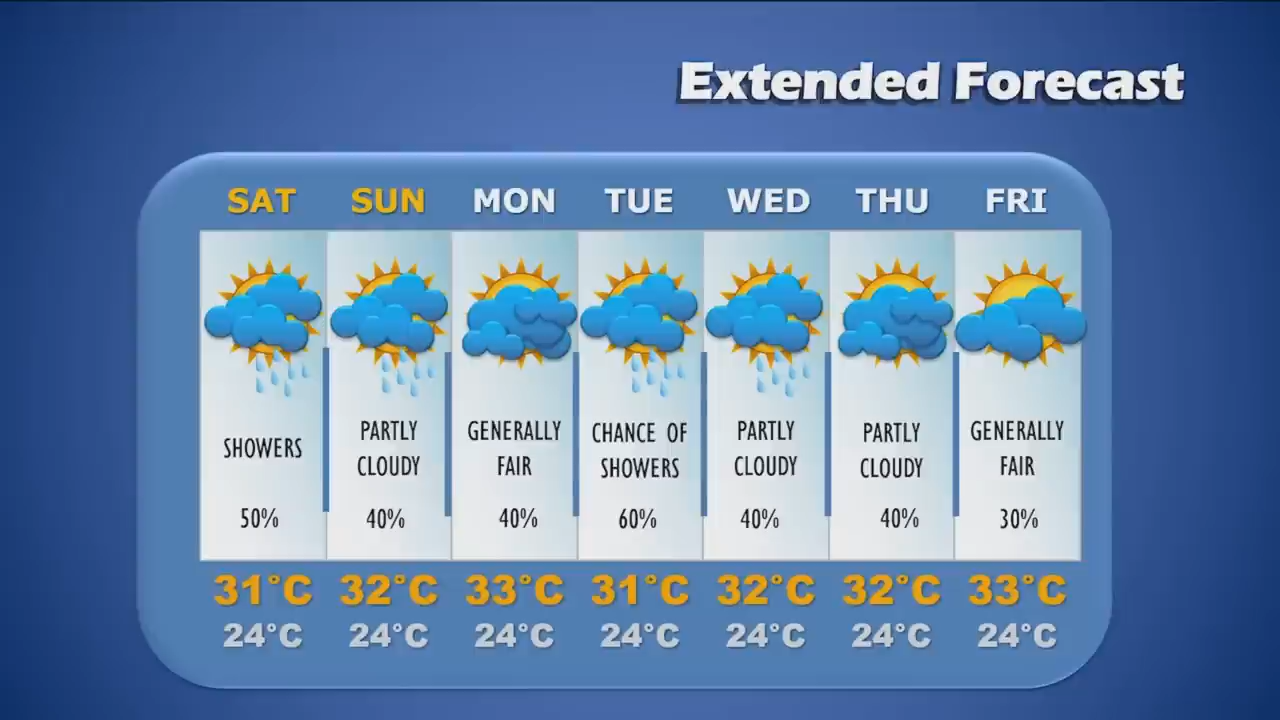 Extended Forecast
SAT SUN MON TUE WED THU FRI
SHOWERS
PARTLY
CLOUDY
GENERALLY
FAIR
CHANCE OF
SHOWERS
PARTLY
CLOUDY
PARTLY
CLOUDY
GENERALLY
FAIR
50% 40% 40% 60% 40% 40% 30%
31°C 32°C 33°C 31°C 32°C 32°C 33°C
24°C 24°C 24°C 24°C 24°C 24°C 24°C